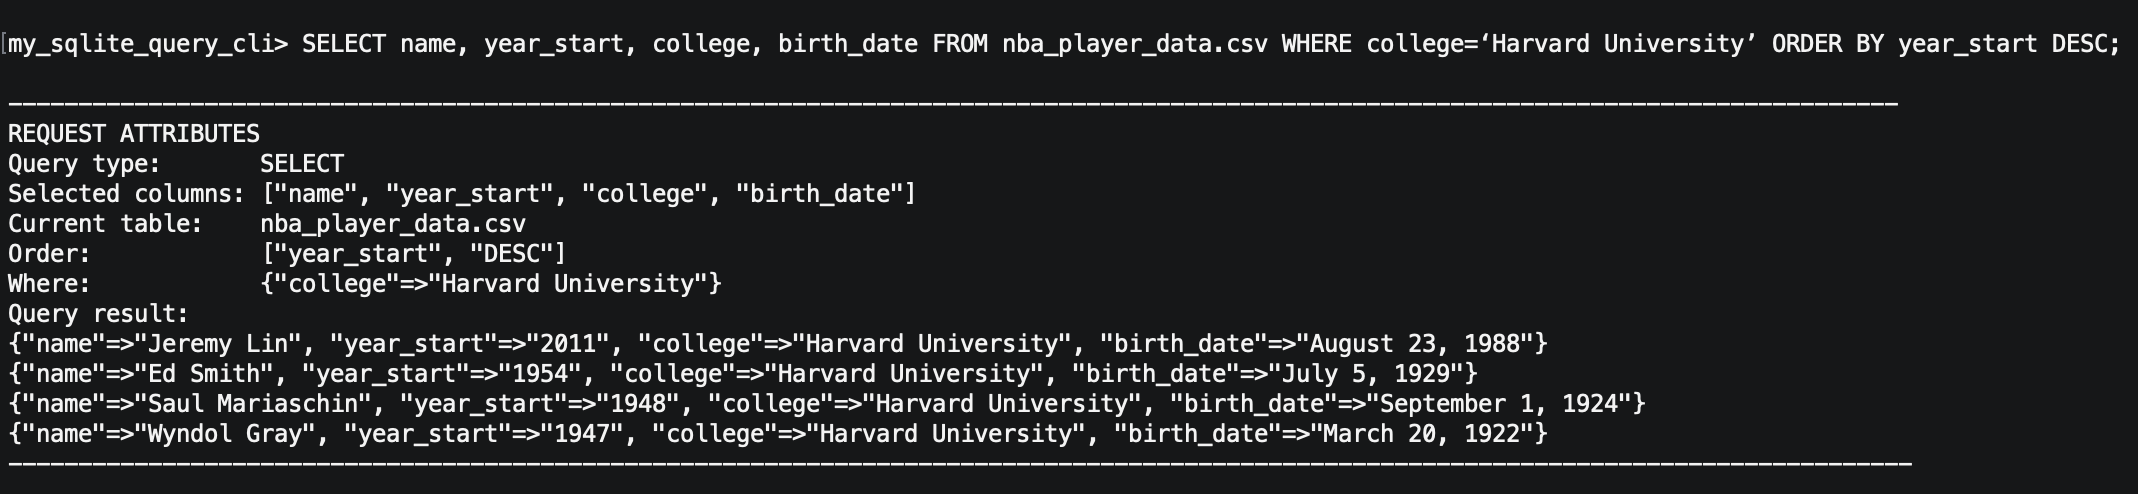 my_sqlite_query_cli> SELECT name, year_start, college, birth_date FROM nba_player_data.csv WHERE college=‘Harvard University’ ORDER BY year_start DESC;
REQUEST ATTRIBUTES
Query type:       SELECT
Selected columns: ["name", "year_start", "college", "birth_date"]
Current table:    nba_player_data.csv
Order:            ["year_start", "DESC"]
Where:            {"college"=>"Harvard University"}
Query result:
{"name"=>"Jeremy Lin", "year_start"=>"2011", "college"=>"Harvard University", "birth_date"=>"August 23, 1988"}
{"name"=>"Ed Smith", "year_start"=>"1954", "college"=>"Harvard University", "birth_date"=>"July 5, 1929"}
{"name"=>"Saul Mariaschin", "year_start"=>"1948", "college"=>"Harvard University", "birth_date"=>"September 1, 1924"}
{"name"=>"Wyndol Gray", "year_start"=>"1947", "college"=>"Harvard University", "birth_date"=>"March 20, 1922"}